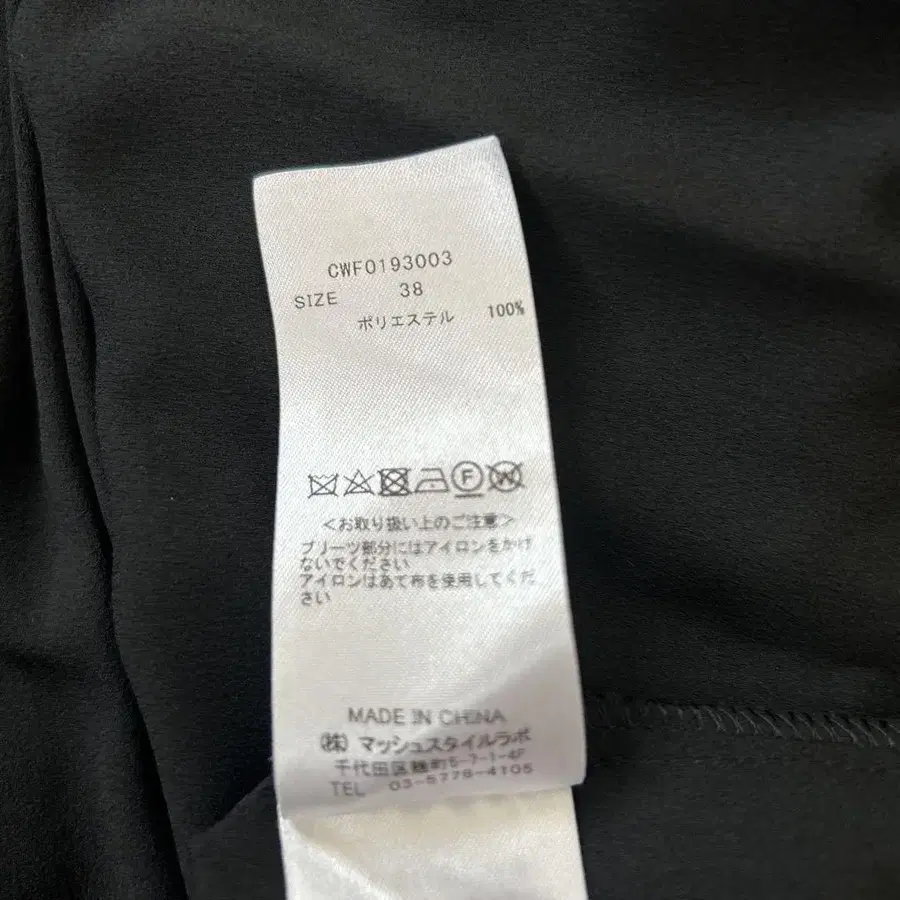 CWF0193003
SIZE 38
ポリエステル 100%
F W
<お取り扱い上のご注意>
プリーツ部分にはアイロンをかけ
ないでください
アイロンはあて布を使用してくだ
さい
MADE IN CHINA
(株) マッシュスタイルラボ
千代田区麹町5-7-1-4F
TEL 03-5778-4105